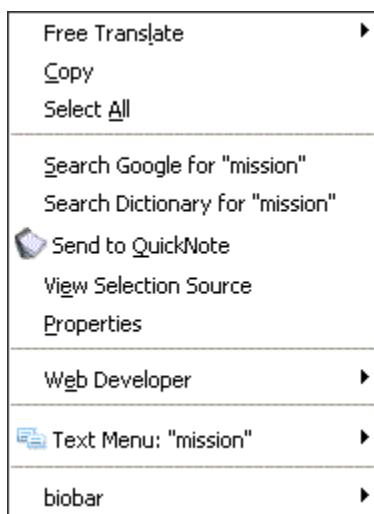 Free Translate
Copy
Select All
Search Google for "mission"
Search Dictionary for "mission"
Send to QuickNote
View Selection Source
Properties
Web Developer
Text Menu: "mission"
biobar